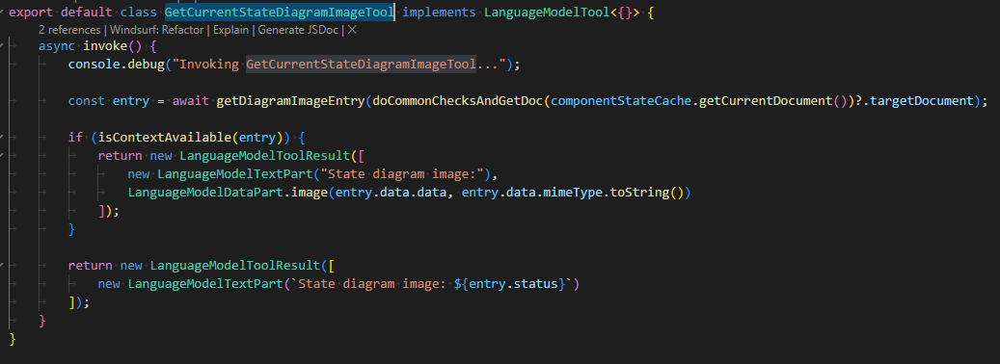 export default class GetCurrentStateDiagramImageTool implements LanguageModelTool<{}> {
2 references | Windsurf: Refactor | Explain | Generate JSDoc | ✕
async invoke() {
console.debug("Invoking GetCurrentStateDiagramImageTool...");
const entry = await getDiagramImageEntry(doCommonChecksAndGetDoc(componentStateCache.getCurrentDocument())?.targetDocument);
if (isContextAvailable(entry)) {
return new LanguageModelToolResult([
new LanguageModelTextPart("State diagram image:"),
LanguageModelDataPart.image(entry.data.data, entry.data.mimeType.toString())
]);
}
return new LanguageModelToolResult([
new LanguageModelTextPart(`State diagram image: ${entry.status}`)
]);
}
}